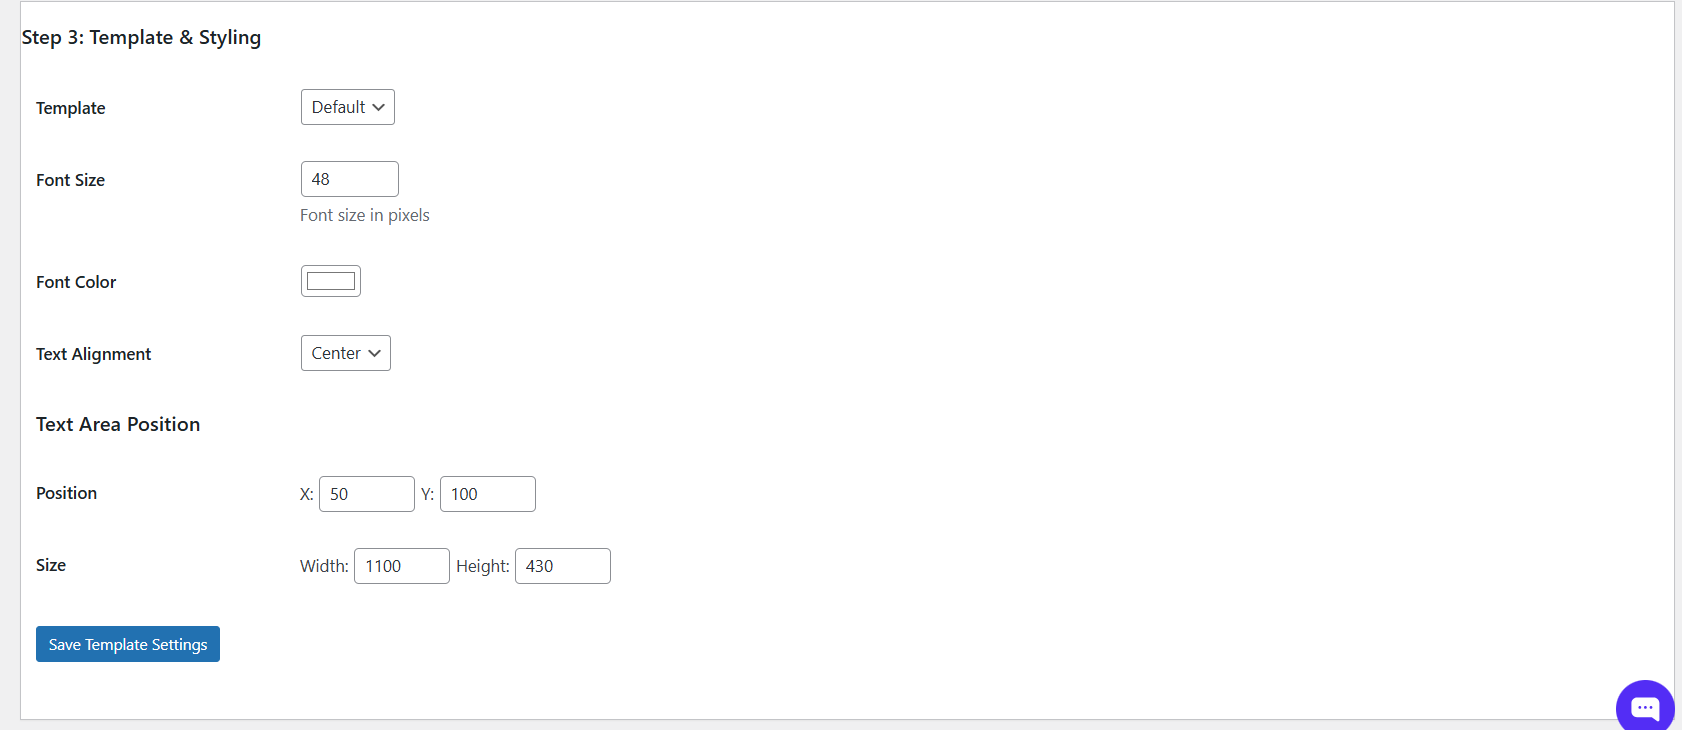 Step 3: Template & Styling
Template Default
Font Size 48
Font size in pixels
Font Color
Text Alignment Center
Text Area Position
Position X: 50 Y: 100
Size Width: 1100 Height: 430
Save Template Settings